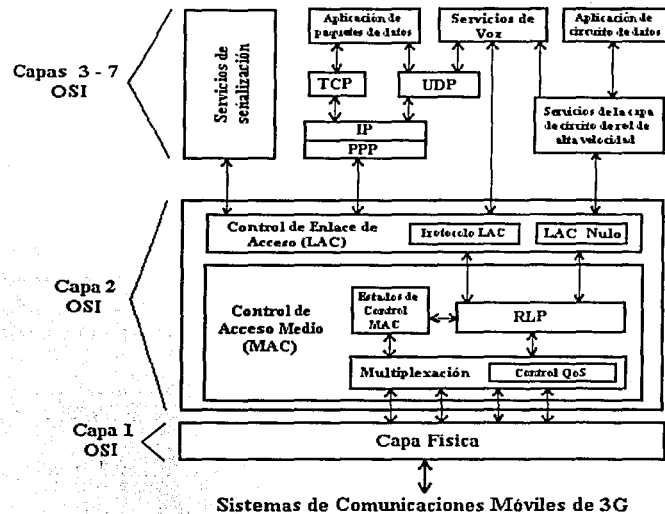 Aplicación de
paquetes de datos
Servicios de
Voz
Aplicación de
circuito de datos
Capas 3 - 7
OSI
Servicios de
señalización
TCP
UDP
IP
PPP
Servicios de la capa
de circuito de red de
alta velocidad
Capa 2
OSI
Control de Enlace de
Acceso (LAC)
Protocolo LAC
LAC Nulo
Control de
Acceso Medio
(MAC)
Estados de
Control
MAC
RLP
Multiplexación
Control QoS
Capa 1
OSI
Capa Física
Sistemas de Comunicaciones Móviles de 3G